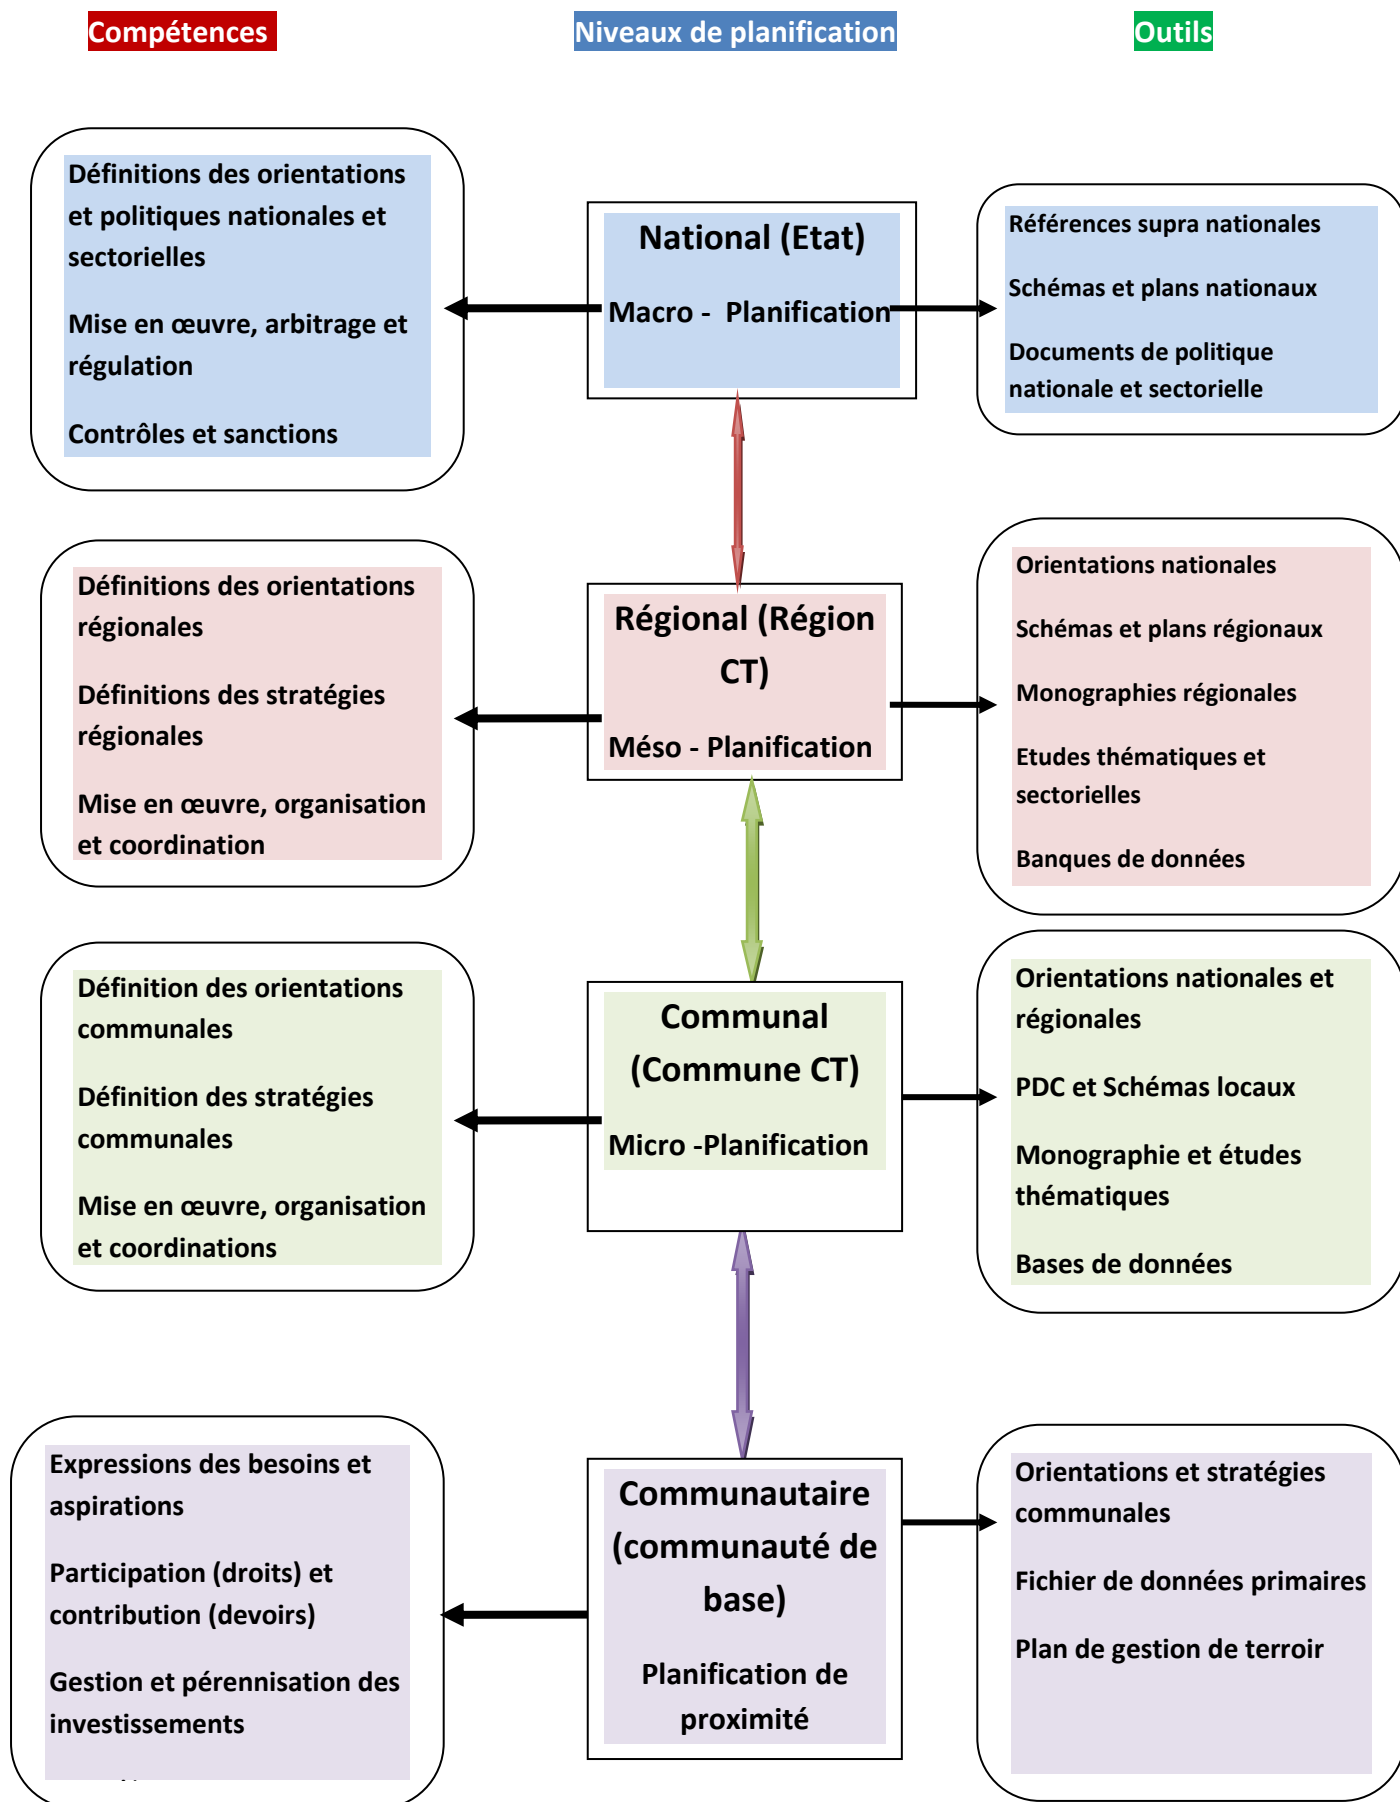 Compétences
Niveaux de planification
Outils
Définitions des orientations
et politiques nationales et
sectorielles
Mise en œuvre, arbitrage et
régulation
Contrôles et sanctions
National (Etat)
Macro - Planification
Références supra nationales
Schémas et plans nationaux
Documents de politique
nationale et sectorielle
Définitions des orientations
régionales
Définitions des stratégies
régionales
Mise en œuvre, organisation
et coordination
Régional (Région
CT)
Méso - Planification
Orientations nationales
Schémas et plans régionaux
Monographies régionales
Etudes thématiques et
sectorielles
Banques de données
Définition des orientations
communales
Définition des stratégies
communales
Mise en œuvre, organisation
et coordinations
Communal
(Commune CT)
Micro -Planification
Orientations nationales et
régionales
PDC et Schémas locaux
Monographie et études
thématiques
Bases de données
Expressions des besoins et
aspirations
Participation (droits) et
contribution (devoirs)
Gestion et pérennisation des
investissements
Communautaire
(communauté de
base)
Planification de
proximité
Orientations et stratégies
communales
Fichier de données primaires
Plan de gestion de terroir